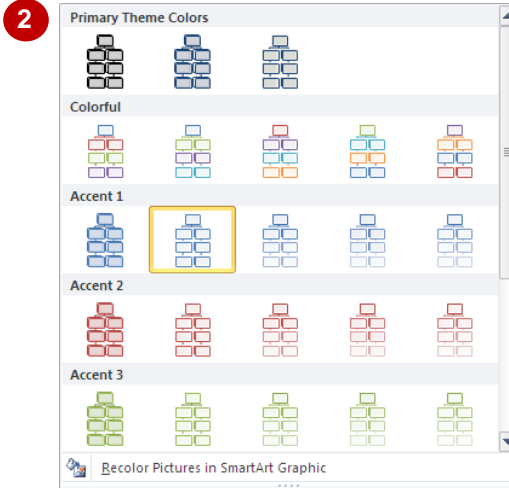 2
Primary Theme Colors
Colorful
Accent 1
Accent 2
Accent 3
Recolor Pictures in SmartArt Graphic